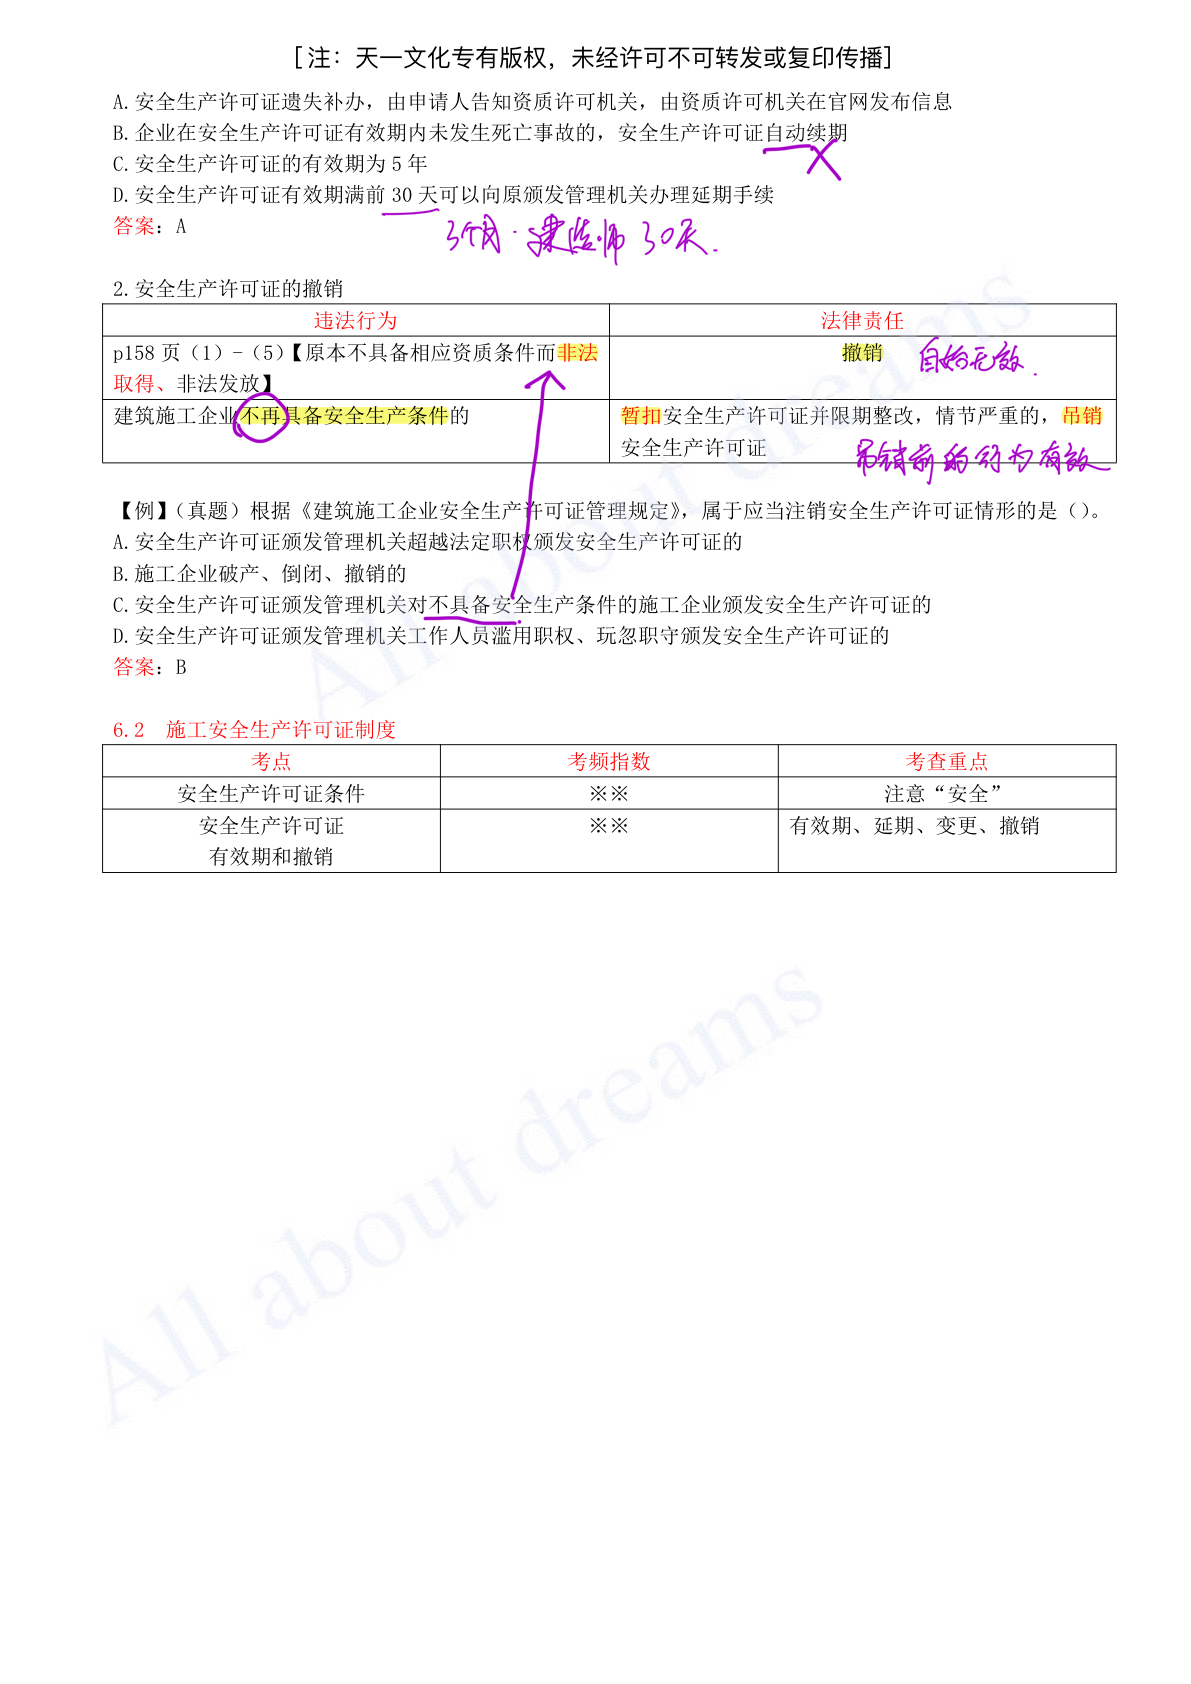 [注：天一文化专有版权，未经许可不可转发或复印传播]
A.安全生产许可证遗失补办，由申请人告知资质许可机关，由资质许可机关在官网发布信息
B.企业在安全生产许可证有效期内未发生死亡事故的，安全生产许可证自动续期
C.安全生产许可证的有效期为 5 年
D.安全生产许可证有效期满前 30 天可以向原颁发管理机关办理延期手续
答案：A
3个月．建造师 30天．
2.安全生产许可证的撤销
违法行为 法律责任
p158 页（1）-（5）【原本不具备相应资质条件而非法 撤销 自始无效．
取得、非法发放】
建筑施工企业不再具备安全生产条件的 暂扣安全生产许可证并限期整改，情节严重的，吊销
安全生产许可证 吊销前的行为有效
【例】（真题）根据《建筑施工企业安全生产许可证管理规定》，属于应当注销安全生产许可证情形的是（）。
A.安全生产许可证颁发管理机关超越法定职权颁发安全生产许可证的
B.施工企业破产、倒闭、撤销的
C.安全生产许可证颁发管理机关对不具备安全生产条件的施工企业颁发安全生产许可证的
D.安全生产许可证颁发管理机关工作人员滥用职权、玩忽职守颁发安全生产许可证的
答案：B
6.2 施工安全生产许可证制度
考点 考频指数 考查重点
安全生产许可证条件 ※※ 注意“安全”
安全生产许可证 ※※ 有效期、延期、变更、撤销
有效期和撤销
All about dreams
All about dreams